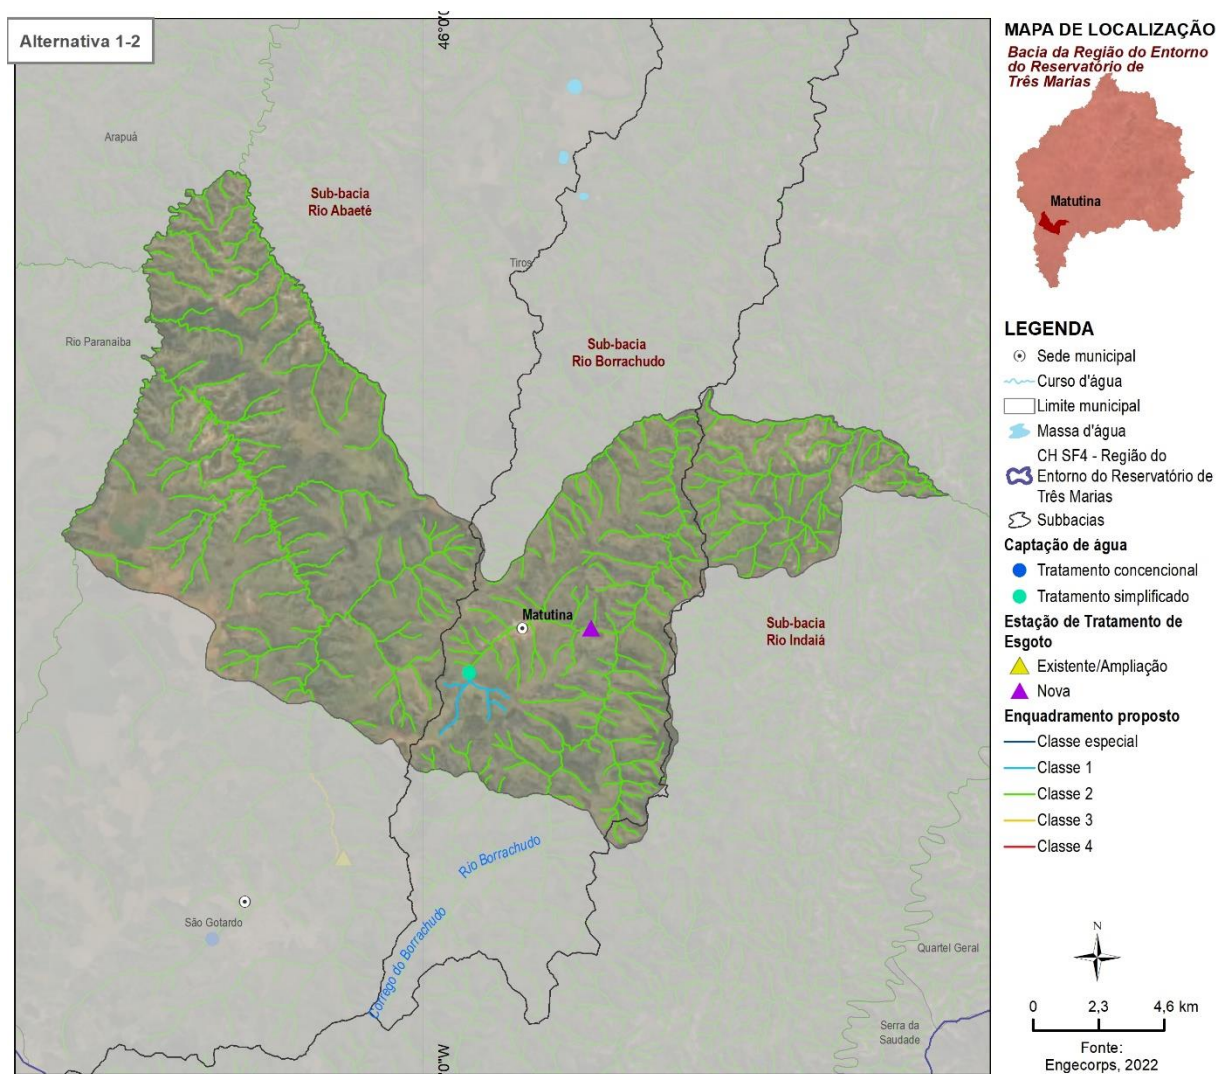 Alternativa 1-2
46°0'0
Arapuá
Sub-bacia
Rio Abaeté
Tiros
Rio Paranaiba
Sub-bacia
Rio Borrachudo
Matutina
Sub-bacia
Rio Indaiá
Rio Borrachudo
São Gotardo
Córrego do Borrachudo
Quartel Geral
Serra da
Saudade
0"W
MAPA DE LOCALIZAÇÃO
Bacia da Região do Entorno
do Reservatório de
Três Marias
Matutina
LEGENDA
Sede municipal
Curso d'água
Limite municipal
Massa d'água
CH SF4 - Região do
Entorno do Reservatório de
Três Marias
Subbacias
Captação de água
Tratamento concencional
Tratamento simplificado
Estação de Tratamento de
Esgoto
Existente/Ampliação
Nova
Enquadramento proposto
Classe especial
Classe 1
Classe 2
Classe 3
Classe 4
N
0 2,3 4,6 km
Fonte:
Engecorps, 2022